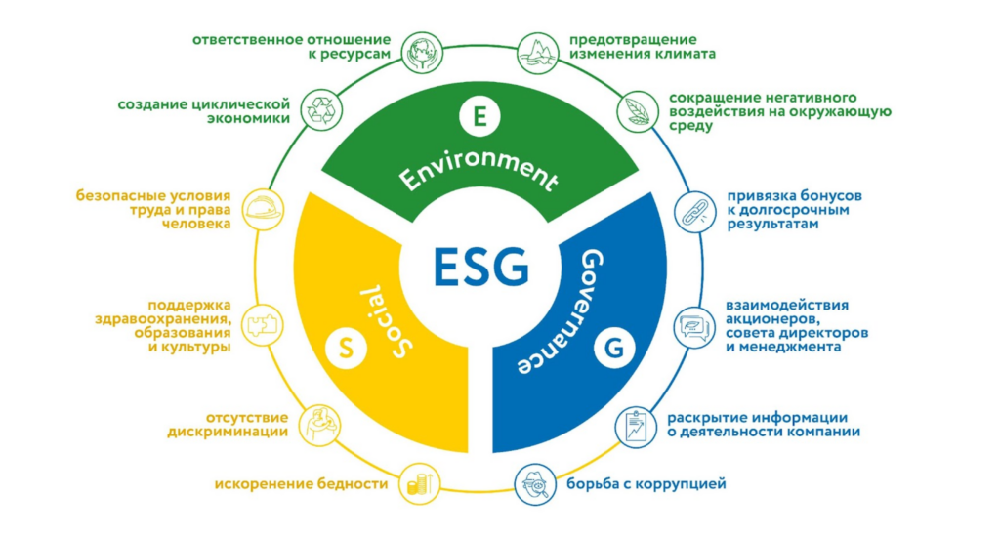 ответственное отношение
к ресурсам
предотвращение
изменения климата
создание циклической
экономики
сокращение негативного
воздействия на окружающую
среду
E
Environment
безопасные условия
труда и права
человека
привязка бонусов
к долгосрочным
результатам
ESG
Social
S
Governance
G
поддержка
здравоохранения,
образования
и культуры
взаимодействия
акционеров,
совета директоров
и менеджмента
отсутствие
дискриминации
раскрытие информации
о деятельности компании
искоренение бедности
борьба с коррупцией